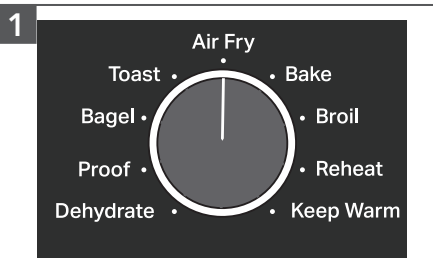 1
Air Fry
Toast Bake
Bagel Broil
Proof Reheat
Dehydrate Keep Warm